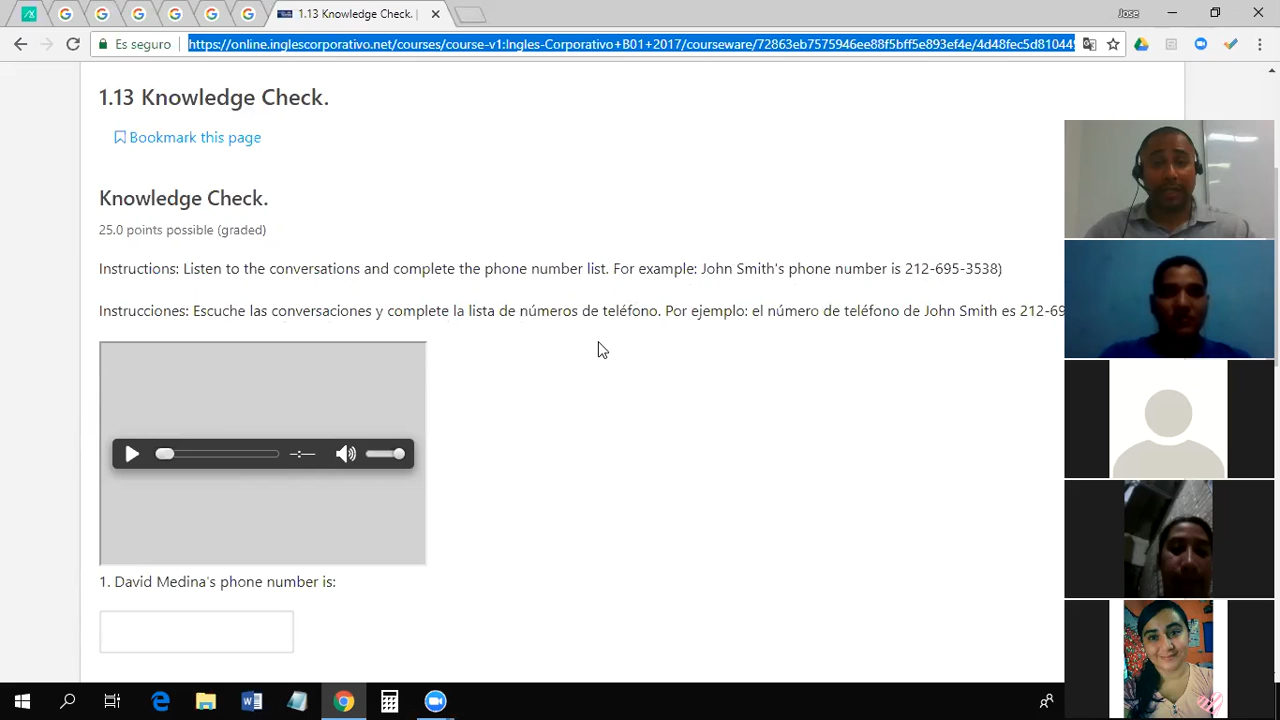 1.13 Knowledge Check. |
Jose
Es seguro
https://online.inglescorporativo.net/courses/course-v1:Ingles-Corporativo+B01+2017/courseware/72863eb7575946ee88f5bff5e893ef4e/4d48fec5d810449
1.13 Knowledge Check.
Bookmark this page
Knowledge Check.
25.0 points possible (graded)
Instructions: Listen to the conversations and complete the phone number list. For example: John Smith's phone number is 212-695-3538)
Instrucciones: Escuche las conversaciones y complete la lista de números de teléfono. Por ejemplo: el número de teléfono de John Smith es 212-69
-:--
1. David Medina's phone number is: